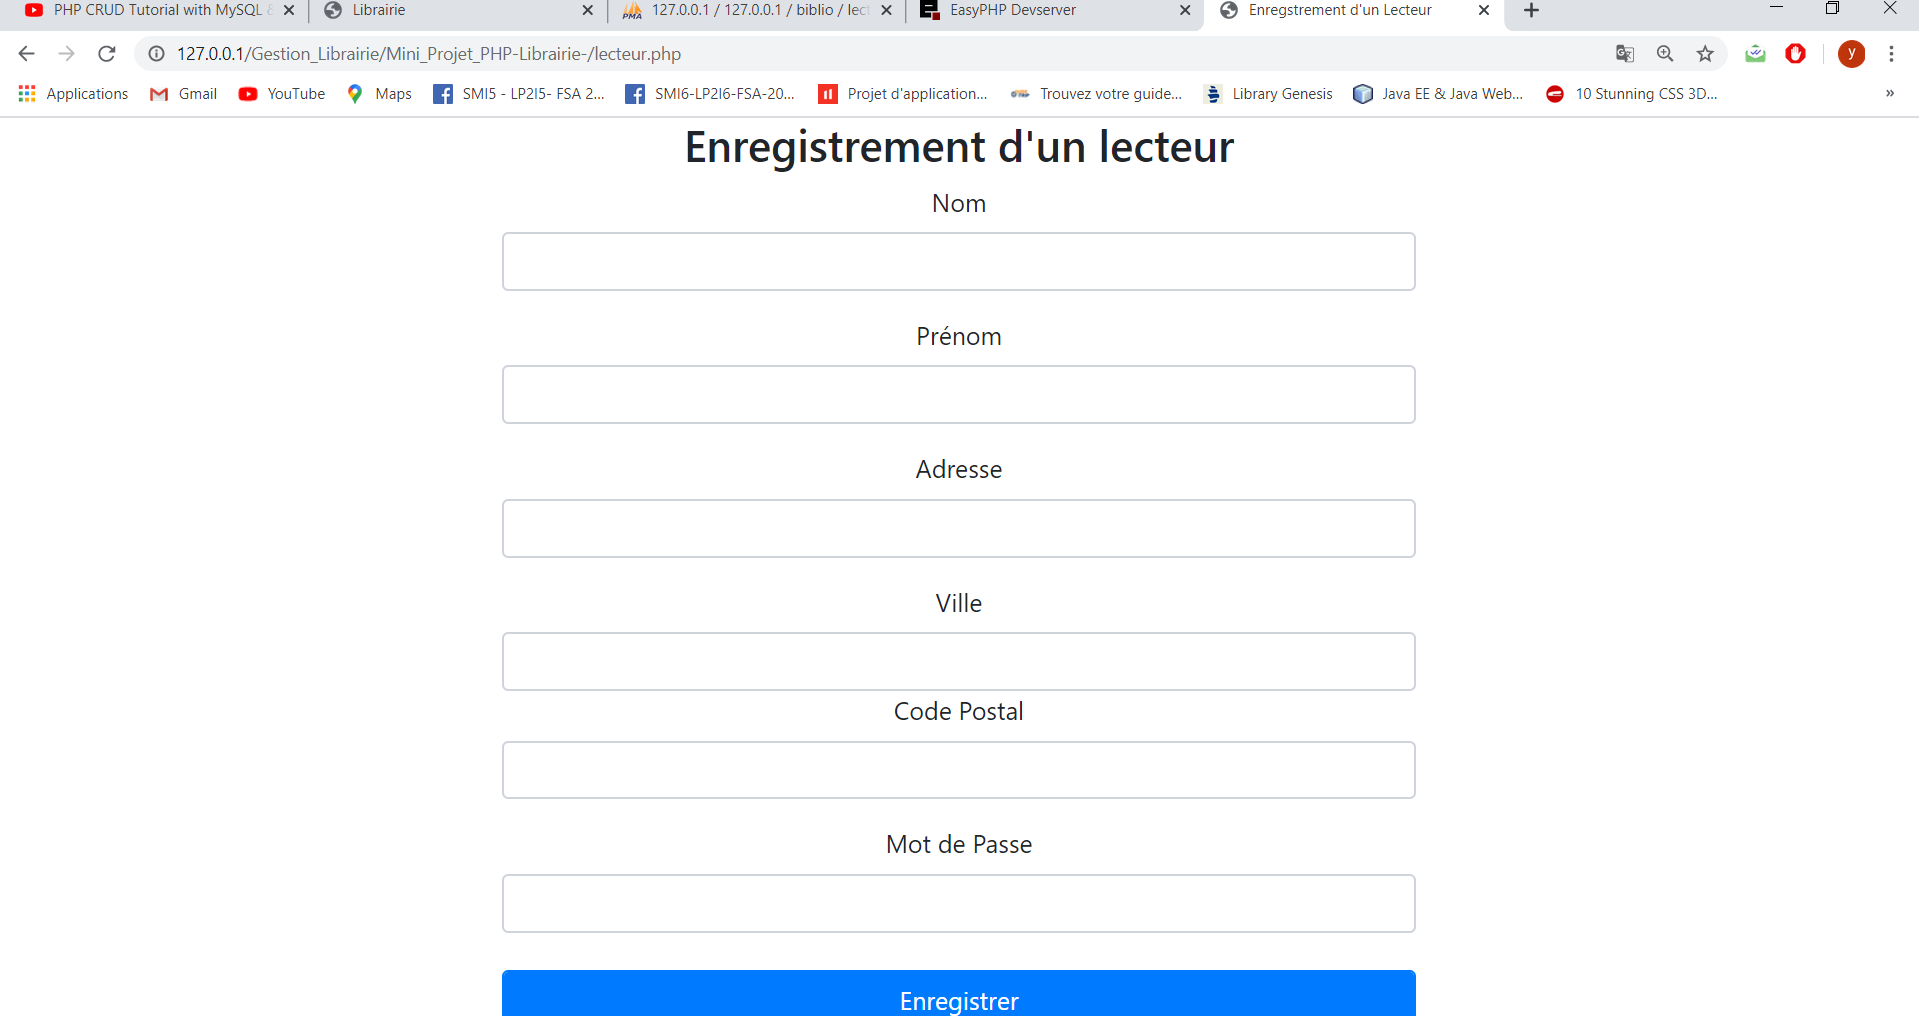 PHP CRUD Tutorial with MySQL &
Librairie
127.0.0.1 / 127.0.0.1 / biblio / lect
EasyPHP Devserver
Enregstrement d'un Lecteur
127.0.0.1/Gestion_Librairie/Mini_Projet_PHP-Librairie-/lecteur.php
y
Applications
Gmail
YouTube
Maps
SMI5 - LP2I5- FSA 2...
SMI6-LP2I6-FSA-20...
Projet d'application...
Trouvez votre guide...
Library Genesis
Java EE & Java Web...
10 Stunning CSS 3D...
»
Enregistrement d'un lecteur
Nom
Prénom
Adresse
Ville
Code Postal
Mot de Passe
Enregistrer